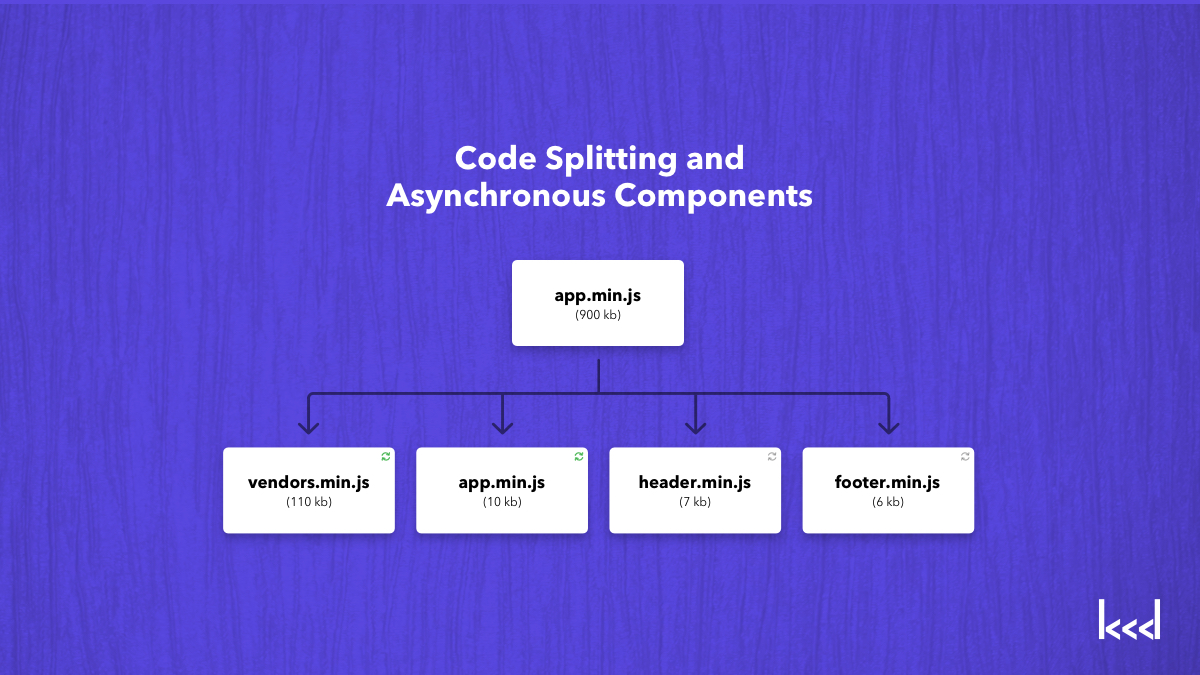 Code Splitting and
Asynchronous Components
app.min.js
(900 kb)
vendors.min.js
(110 kb)
app.min.js
(10 kb)
header.min.js
(7 kb)
footer.min.js
(6 kb)
k<<d